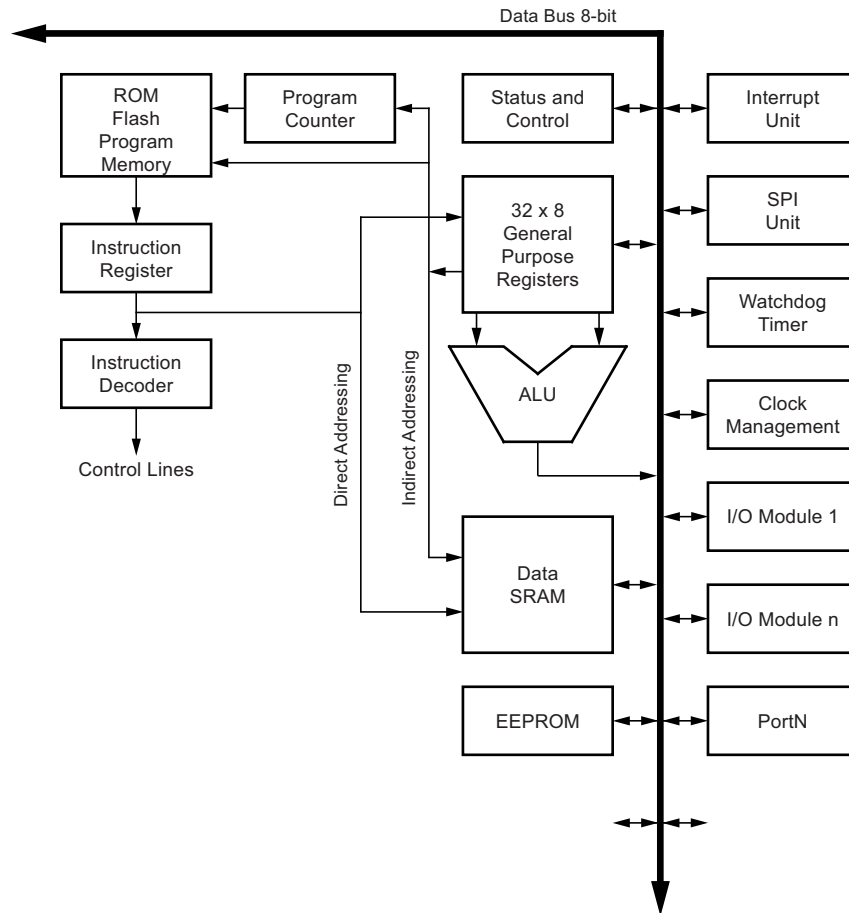 Data Bus 8-bit
ROM
Flash
Program
Memory
Program
Counter
Status and
Control
Interrupt
Unit
32 x 8
General
Purpose
Registers
SPI
Unit
Instruction
Register
Watchdog
Timer
Instruction
Decoder
Direct Addressing
Indirect Addressing
ALU
Clock
Management
Control Lines
I/O Module 1
Data
SRAM
I/O Module n
EEPROM
PortN